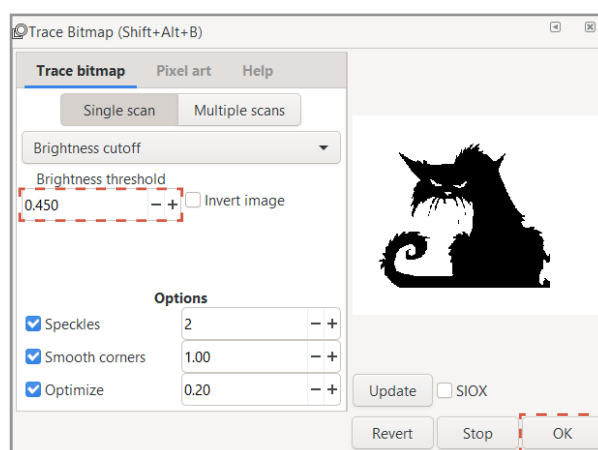 Trace Bitmap (Shift+Alt+B)
Trace bitmap Pixel art Help
Single scan Multiple scans
Brightness cutoff
Brightness threshold
0.450 − + Invert image
Options
Speckles 2 − +
Smooth corners 1.00 − +
Optimize 0.20 − +
Update SIOX
Revert Stop OK